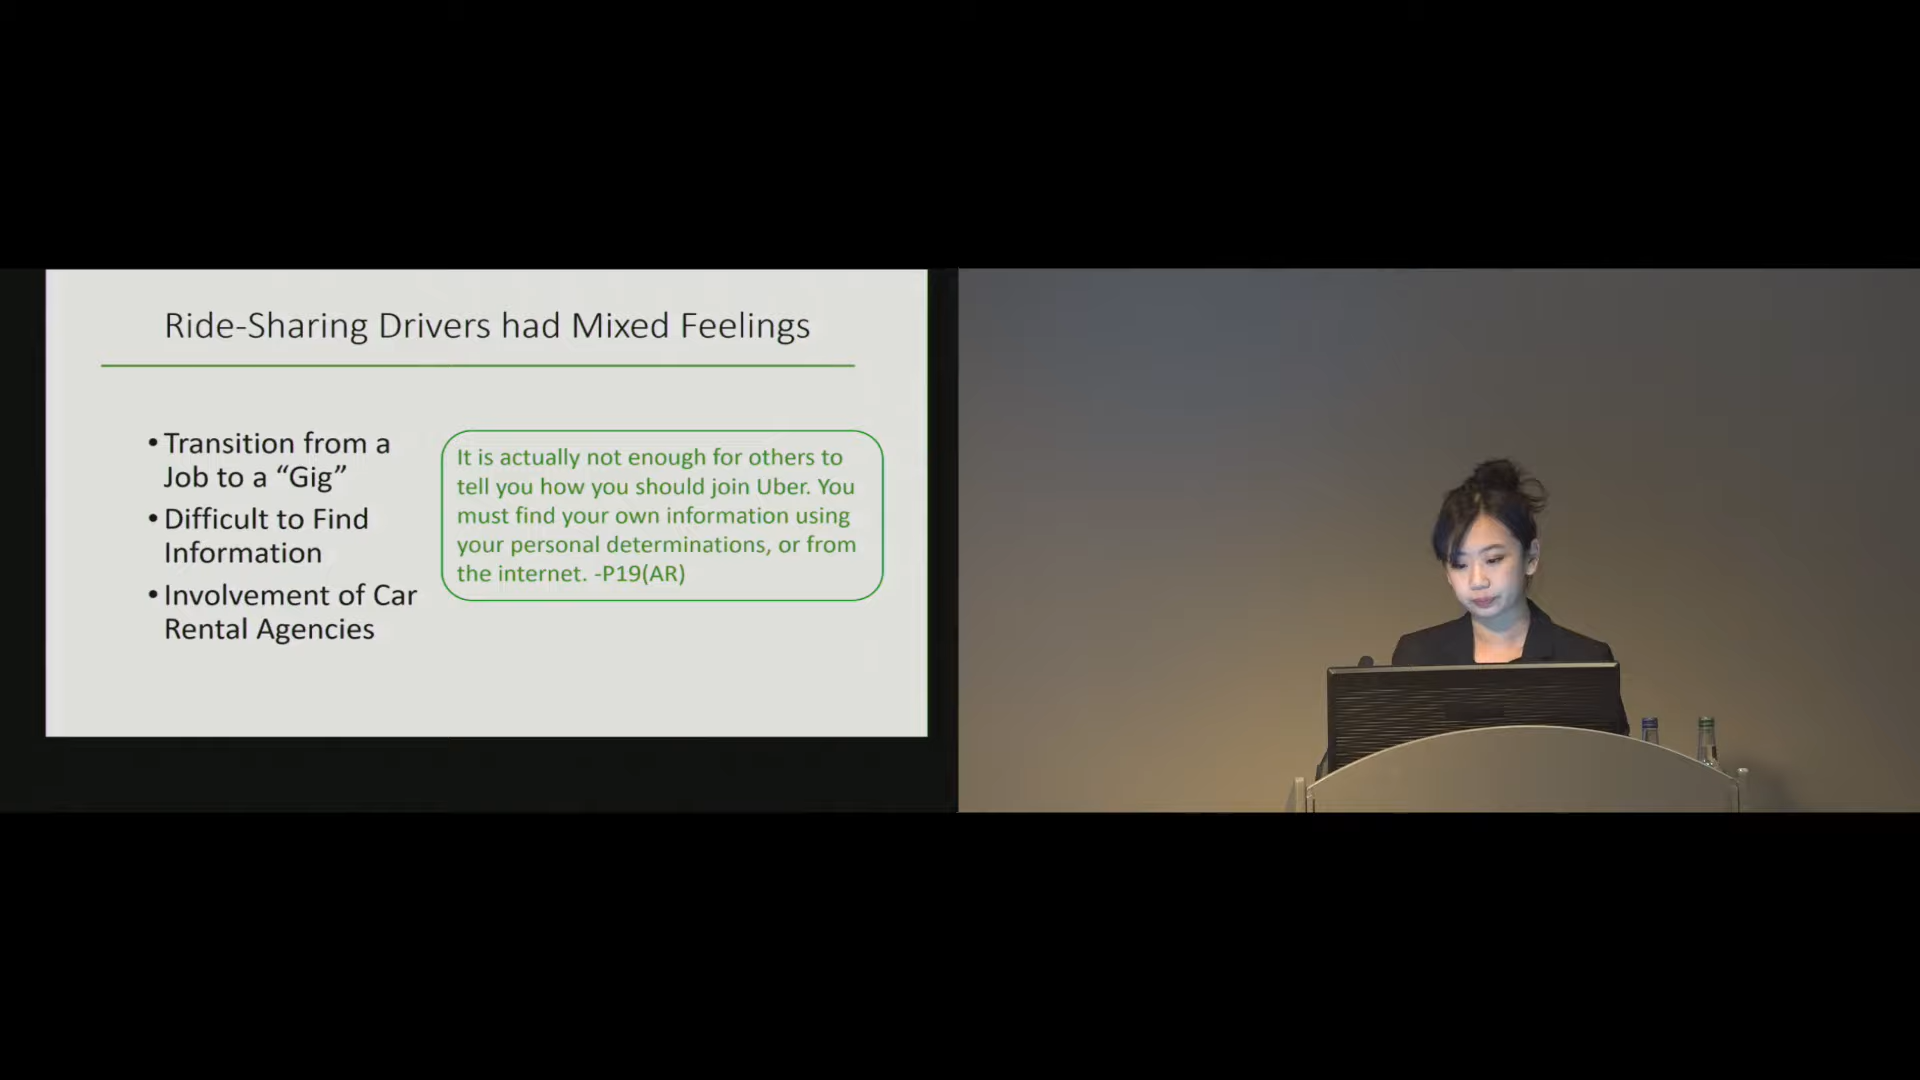 Ride-Sharing Drivers had Mixed Feelings
• Transition from a
Job to a “Gig”
• Difficult to Find
Information
• Involvement of Car
Rental Agencies
It is actually not enough for others to
tell you how you should join Uber. You
must find your own information using
your personal determinations, or from
the internet. -P19(AR)